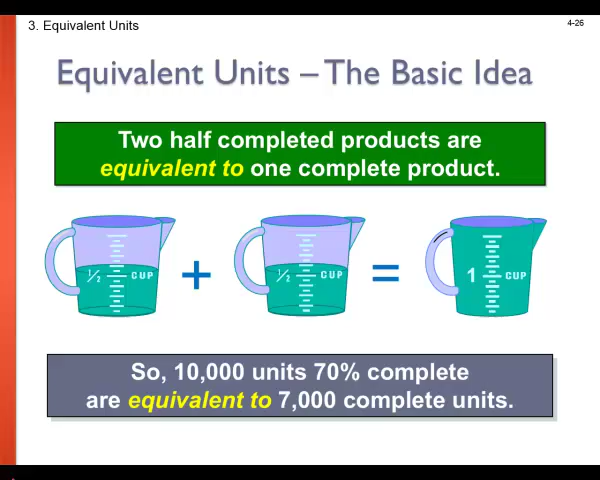 3. Equivalent Units
4-26
Equivalent Units – The Basic Idea
Two half completed products are
equivalent to one complete product.
½ CUP + ½ CUP = 1 CUP
So, 10,000 units 70% complete
are equivalent to 7,000 complete units.